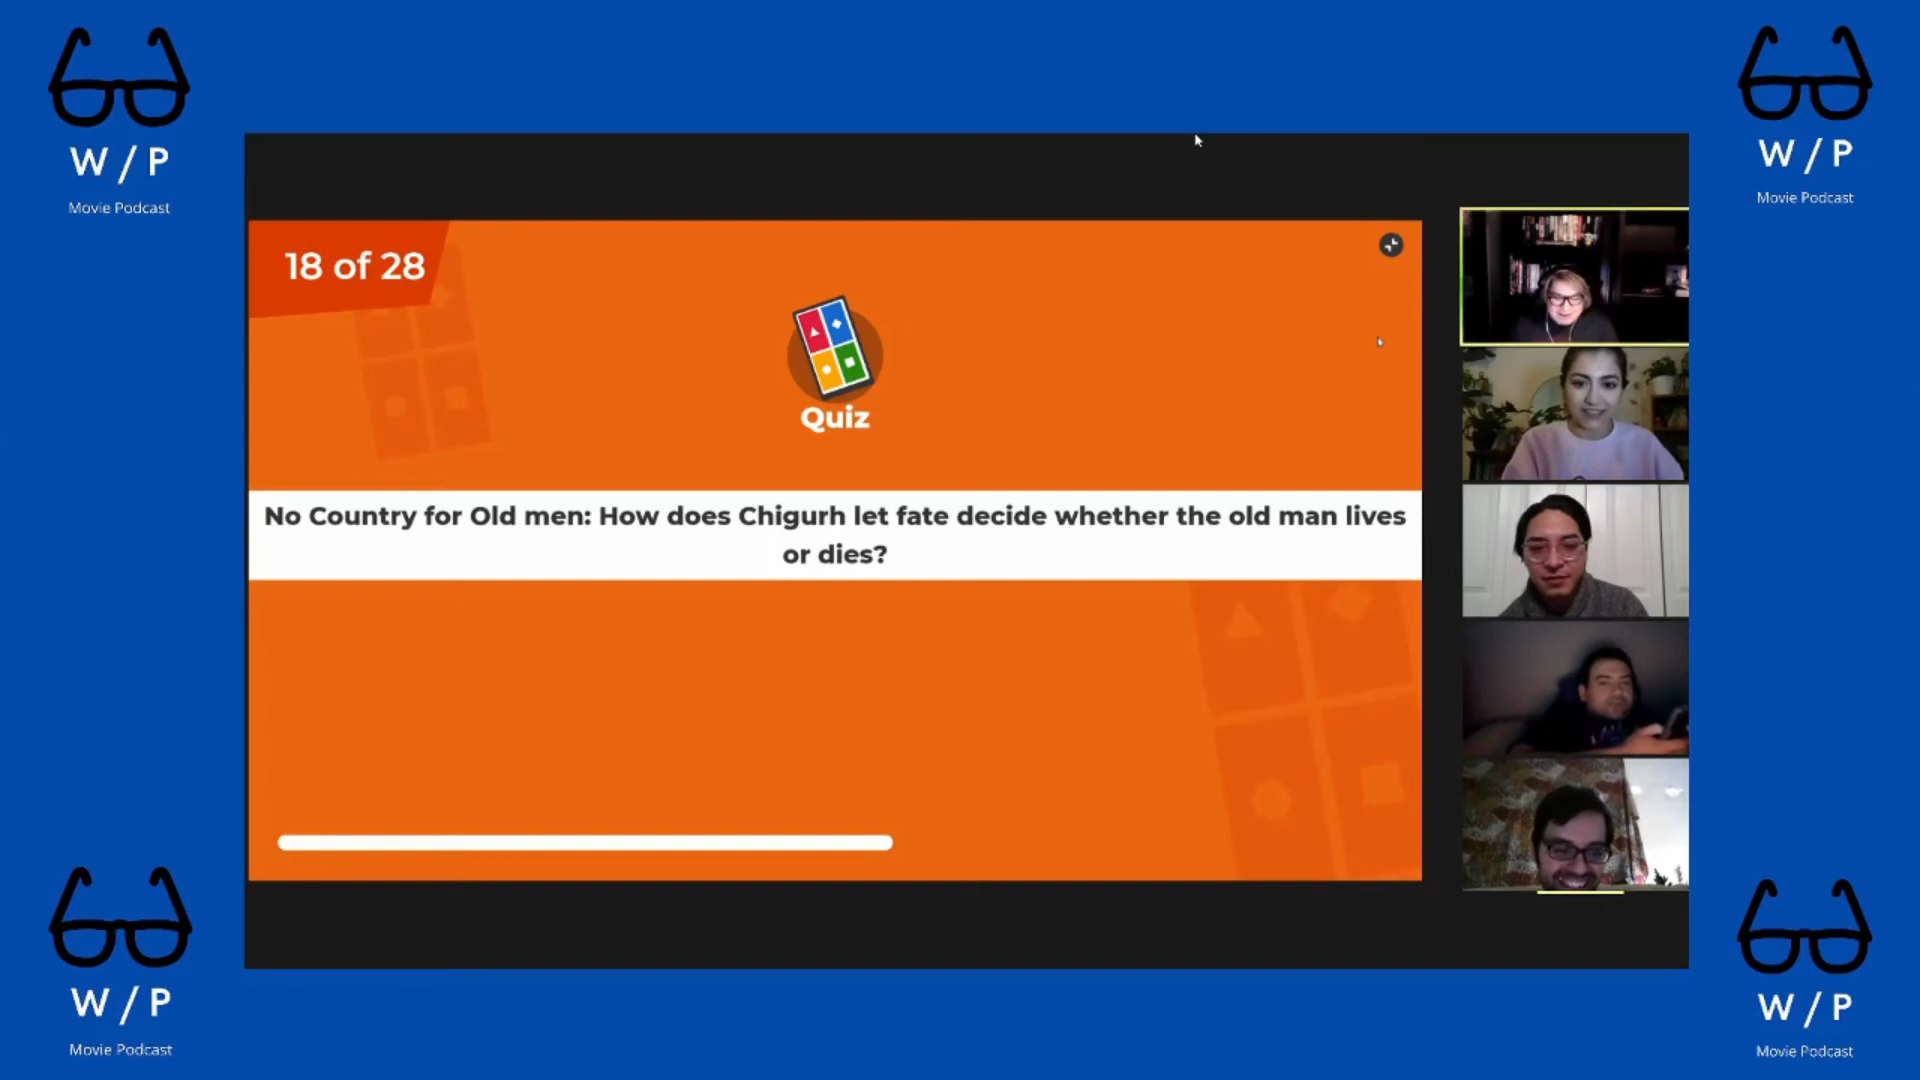 W / P
Movie Podcast
W / P
Movie Podcast
18 of 28
Quiz
No Country for Old men: How does Chigurh let fate decide whether the old man lives
or dies?
W / P
Movie Podcast
W / P
Movie Podcast